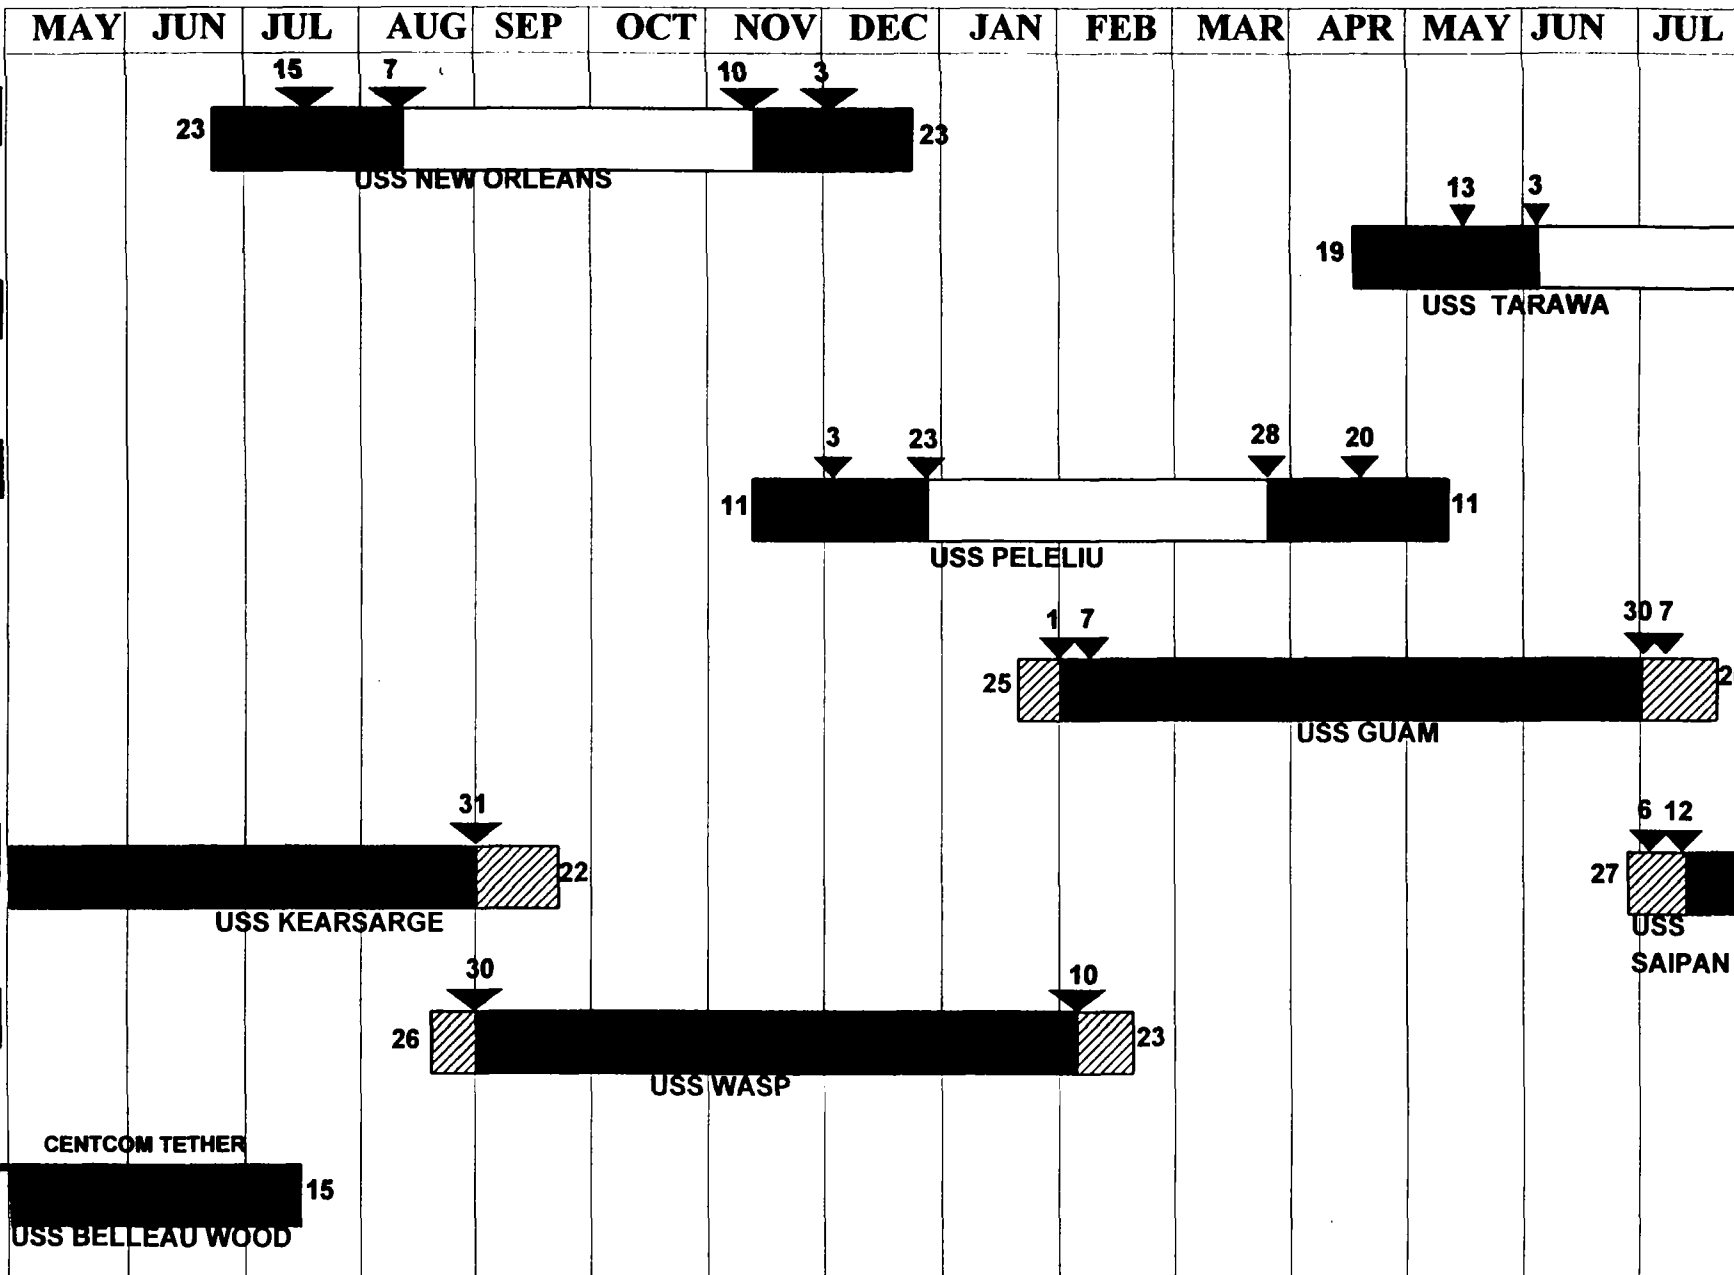 MAY JUN JUL AUG SEP OCT NOV DEC JAN FEB MAR APR MAY JUN JUL
15 7 10 3
23 23
USS NEW ORLEANS
13 3
19
USS TARAWA
3 23 28 20
11 11
USS PELELIU
1 7 30 7
25 2
USS GUAM
31
22
USS KEARSARGE
6 12
27
USS
SAIPAN
30 10
26 23
USS WASP
CENTCOM TETHER
15
USS BELLEAU WOOD